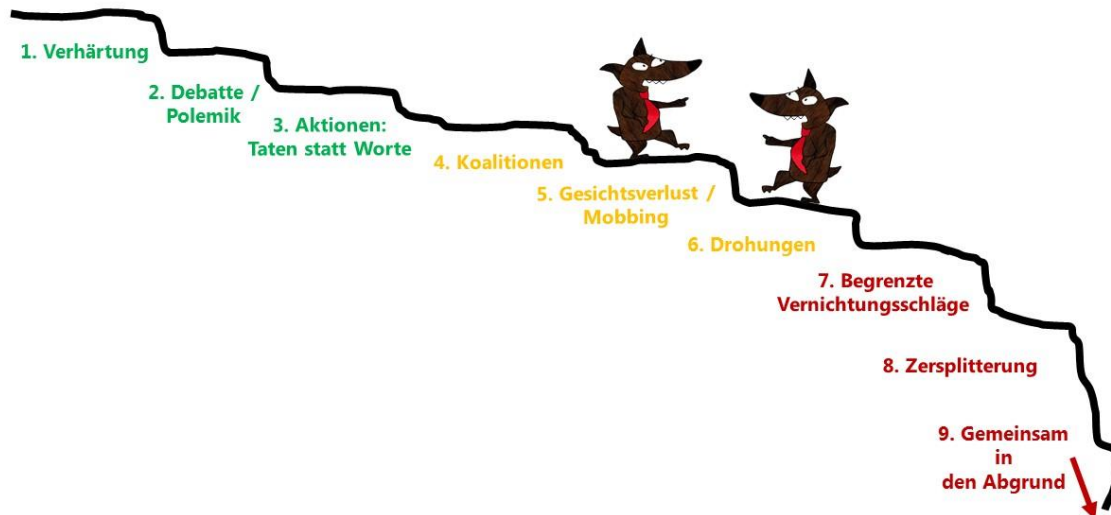 1. Verhärtung
2. Debatte /
Polemik
3. Aktionen:
Taten statt Worte
4. Koalitionen
5. Gesichtsverlust /
Mobbing
6. Drohungen
7. Begrenzte
Vernichtungsschläge
8. Zersplitterung
9. Gemeinsam
in
den Abgrund